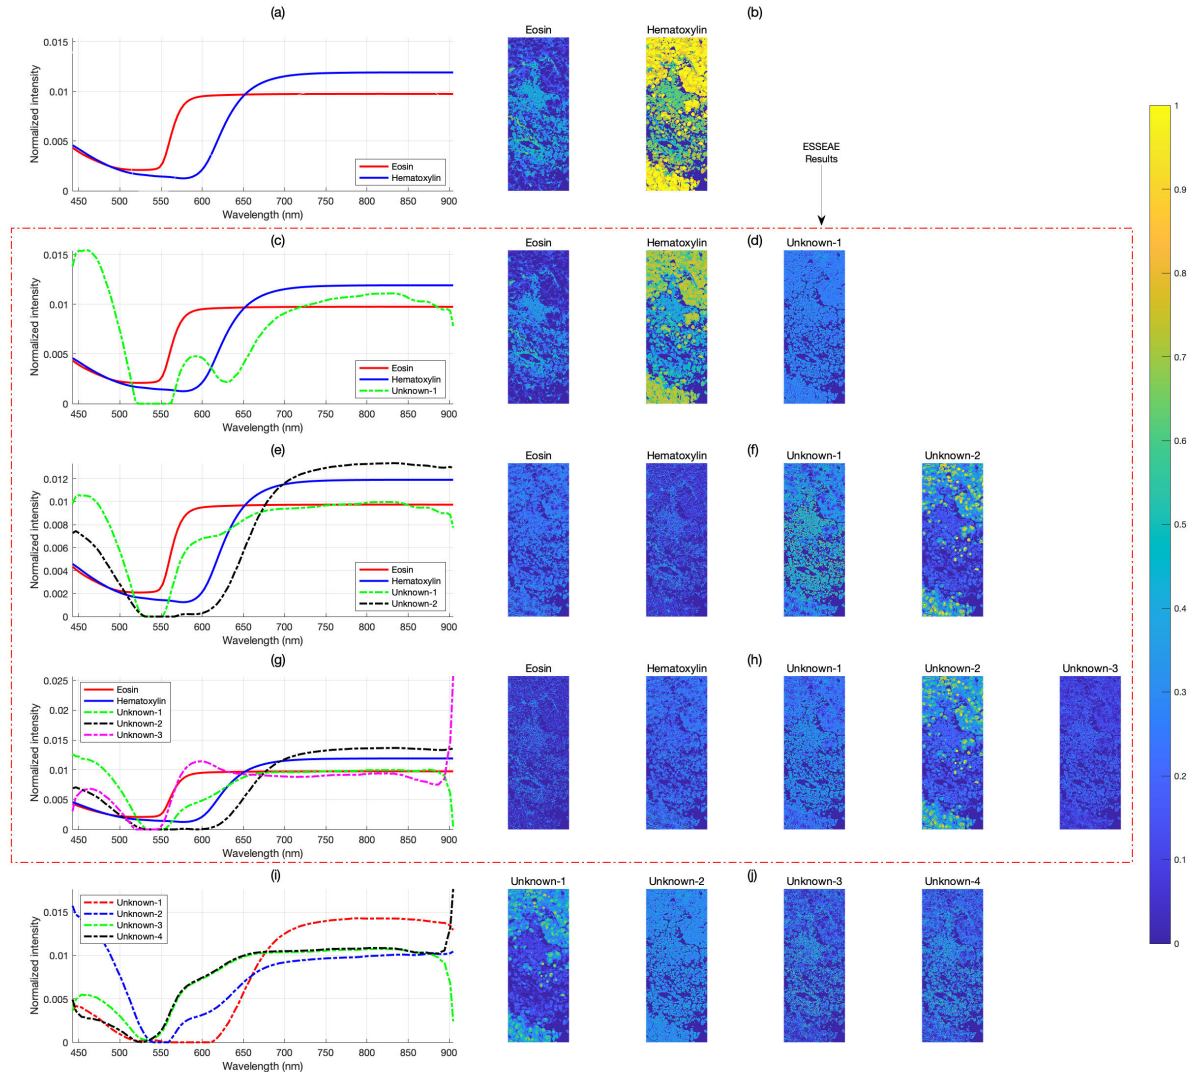 (a)
(b)
Eosin
Hematoxylin
0.015
0.01
0.005
0
Normalized intensity
Eosin
Hematoxylin
450 500 550 600 650 700 750 800 850 900
Wavelength (nm)
ESSEAE
Results
1
0.9
0.8
0.7
0.6
0.5
0.4
0.3
0.2
0.1
0
(c)
(d)
Eosin
Hematoxylin
Unknown-1
0.015
0.01
0.005
0
Normalized intensity
Eosin
Hematoxylin
Unknown-1
450 500 550 600 650 700 750 800 850 900
Wavelength (nm)
(e)
(f)
Eosin
Hematoxylin
Unknown-1
Unknown-2
0.012
0.01
0.008
0.006
0.004
0.002
0
Normalized intensity
Eosin
Hematoxylin
Unknown-1
Unknown-2
450 500 550 600 650 700 750 800 850 900
Wavelength (nm)
(g)
(h)
Eosin
Hematoxylin
Unknown-1
Unknown-2
Unknown-3
0.025
0.02
0.015
0.01
0.005
0
Normalized intensity
Eosin
Hematoxylin
Unknown-1
Unknown-2
Unknown-3
450 500 550 600 650 700 750 800 850 900
Wavelength (nm)
(i)
(j)
Unknown-1
Unknown-2
Unknown-3
Unknown-4
0.015
0.01
0.005
0
Normalized intensity
Unknown-1
Unknown-2
Unknown-3
Unknown-4
450 500 550 600 650 700 750 800 850 900
Wavelength (nm)